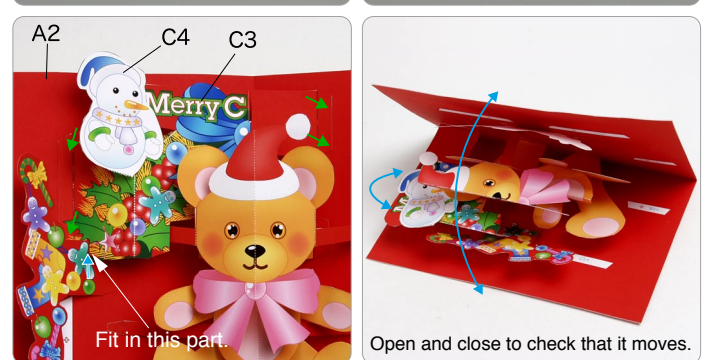 A2
C4
C3
Merry C
Fit in this part.
Open and close to check that it moves.